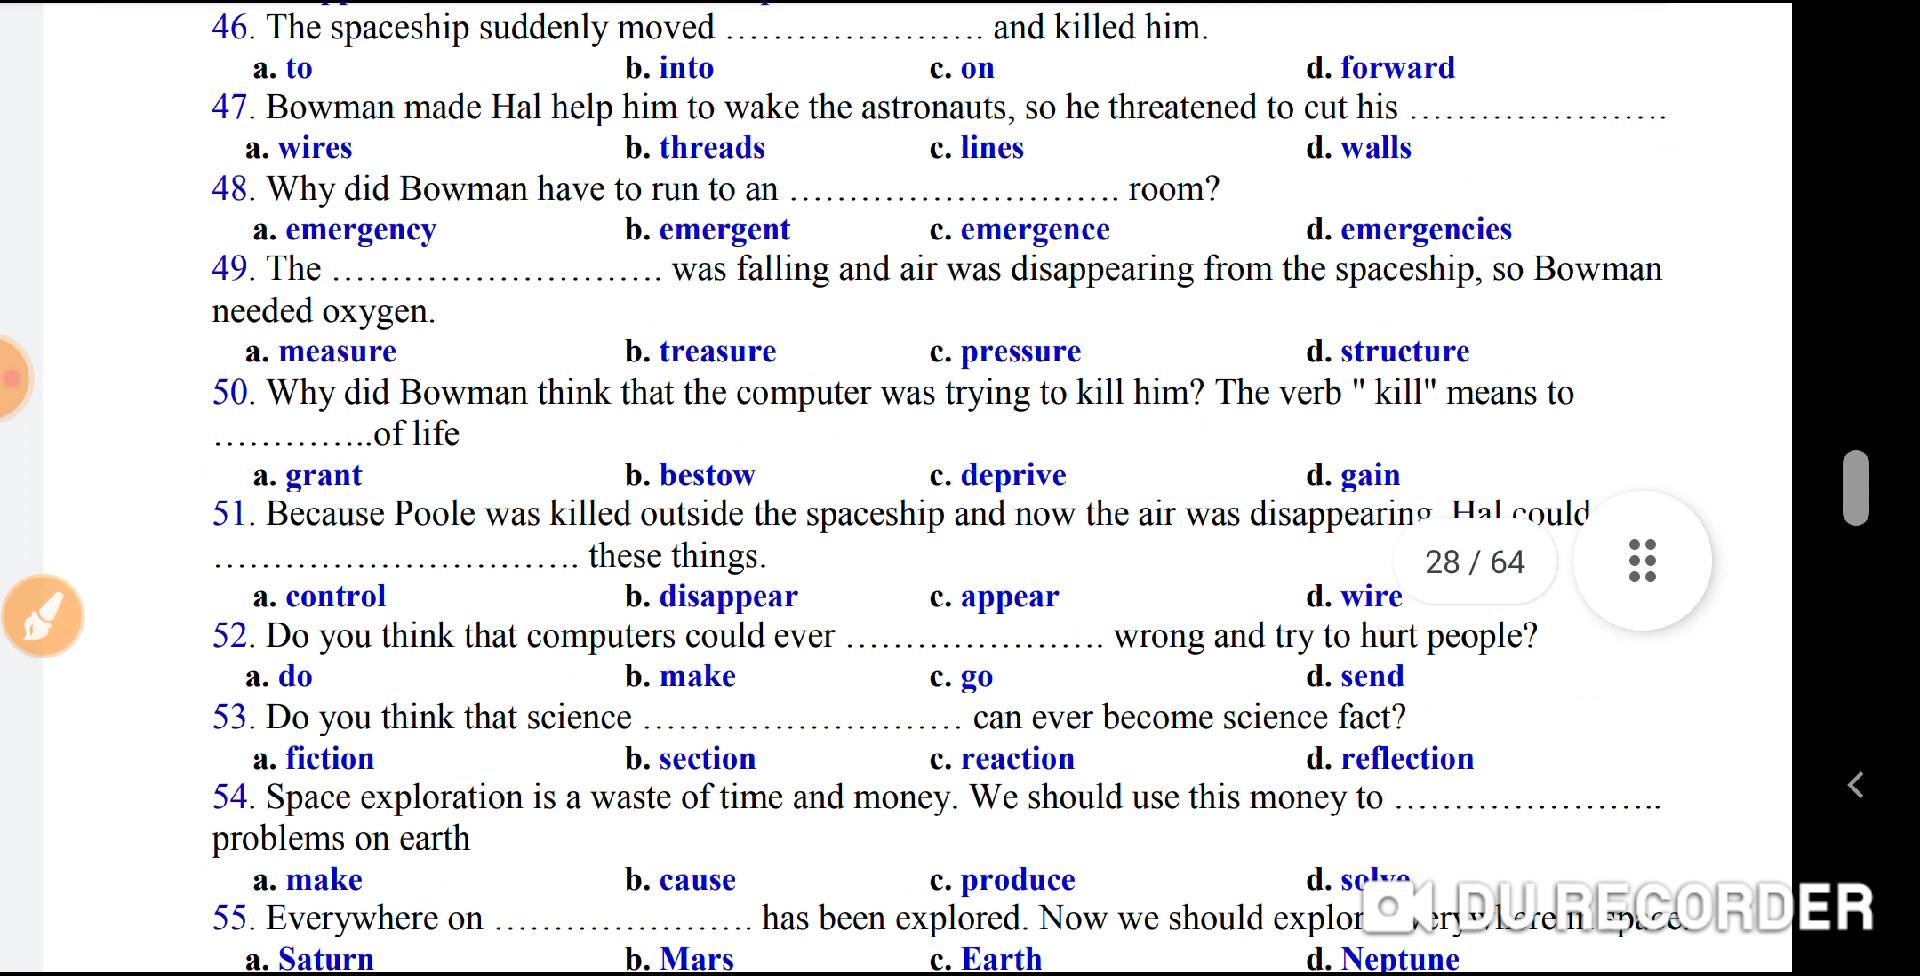 46. The spaceship suddenly moved ...................... and killed him.
a. to b. into c. on d. forward
47. Bowman made Hal help him to wake the astronauts, so he threatened to cut his ......................
a. wires b. threads c. lines d. walls
48. Why did Bowman have to run to an ............................ room?
a. emergency b. emergent c. emergence d. emergencies
49. The ............................ was falling and air was disappearing from the spaceship, so Bowman
needed oxygen.
a. measure b. treasure c. pressure d. structure
50. Why did Bowman think that the computer was trying to kill him? The verb " kill" means to
..............of life
a. grant b. bestow c. deprive d. gain
51. Because Poole was killed outside the spaceship and now the air was disappearing, Hal could
............................... these things.
28 / 64
a. control b. disappear c. appear d. wire
52. Do you think that computers could ever ...................... wrong and try to hurt people?
a. do b. make c. go d. send
53. Do you think that science ........................... can ever become science fact?
a. fiction b. section c. reaction d. reflection
54. Space exploration is a waste of time and money. We should use this money to .......................
problems on earth
a. make b. cause c. produce d. solve
DU RECORDER
55. Everywhere on ...................... has been explored. Now we should explore everywhere in space.
a. Saturn b. Mars c. Earth d. Neptune